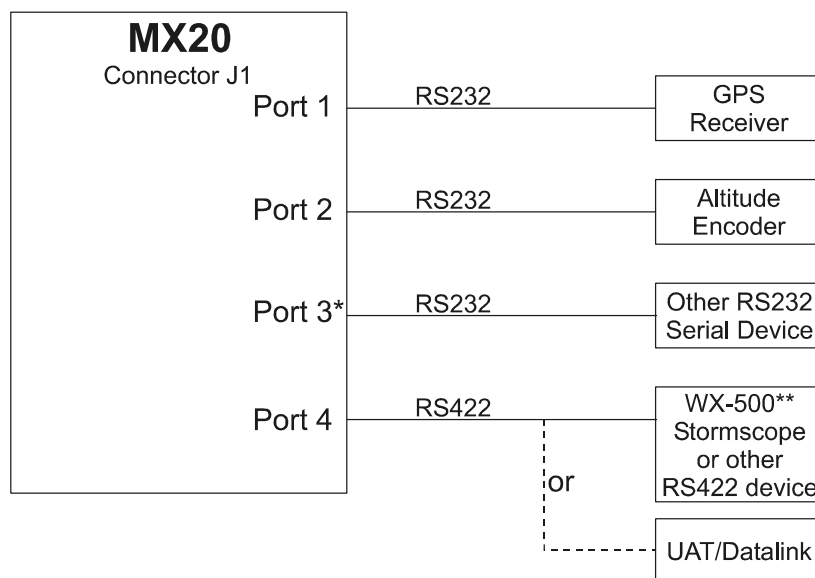 MX20
Connector J1
Port 1
RS232
GPS
Receiver
Port 2
RS232
Altitude
Encoder
Port 3*
RS232
Other RS232
Serial Device
Port 4
RS422
WX-500**
Stormscope
or other
RS422 device
or
UAT/Datalink